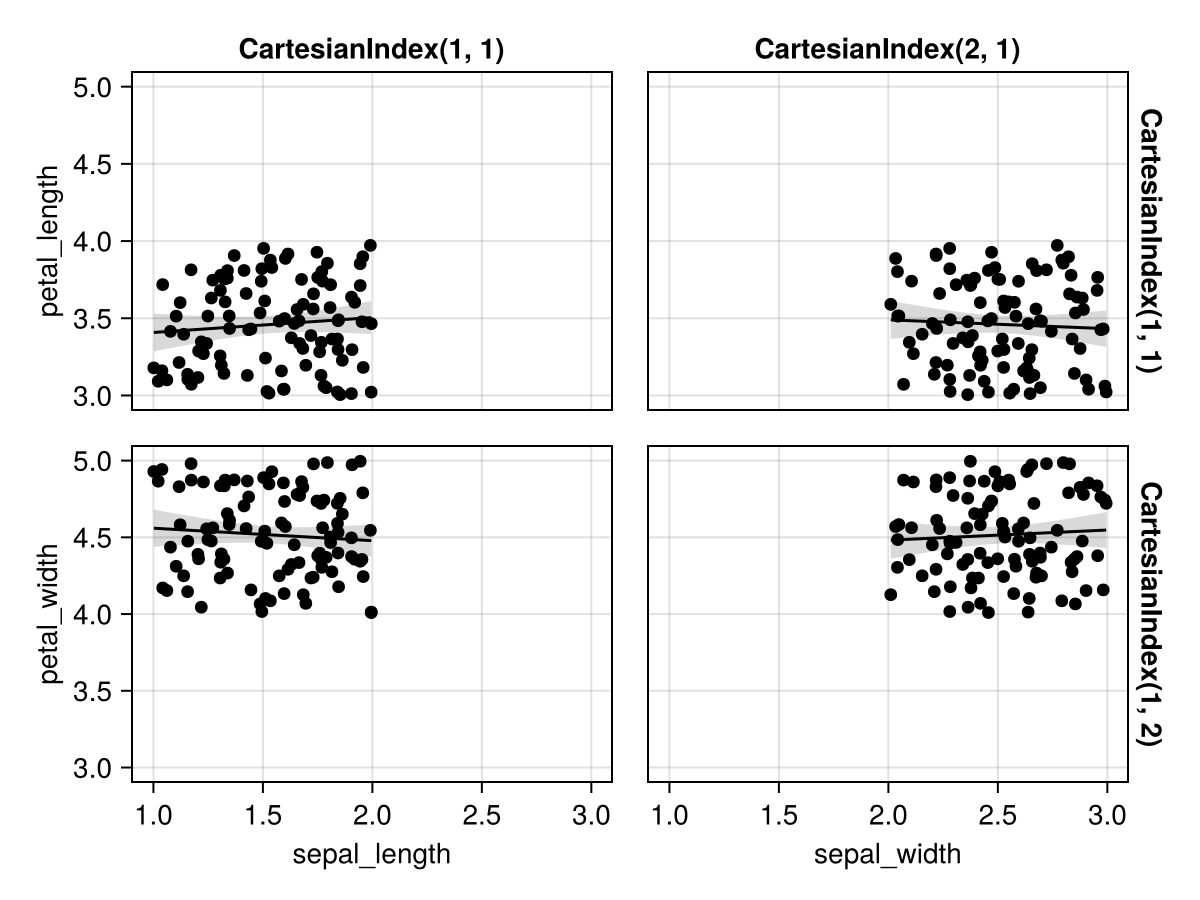 CartesianIndex(1, 1)
CartesianIndex(2, 1)
petal_length
5.0
4.5
4.0
3.5
3.0
CartesianIndex(1, 1)
petal_width
5.0
4.5
4.0
3.5
3.0
CartesianIndex(1, 2)
1.0 1.5 2.0 2.5 3.0
1.0 1.5 2.0 2.5 3.0
sepal_length
sepal_width